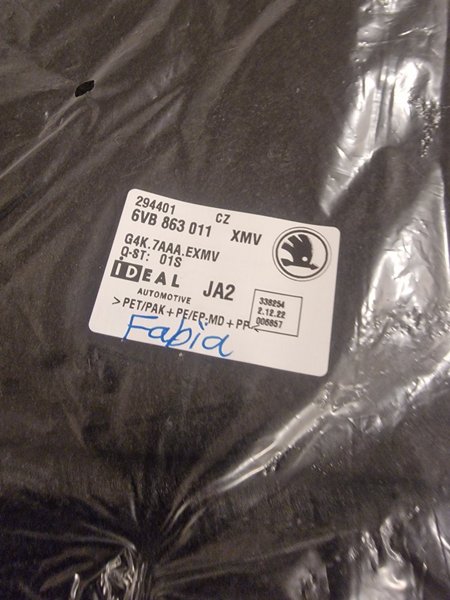 294401 CZ
6VB 863 011 XMV
G4K.7AAA.EXMV
Q-ST: 01S
IDEAL JA2
AUTOMOTIVE
338254
2.12.22
006857
>PET/PAK+PE/EP-MD+PP<
Fabia